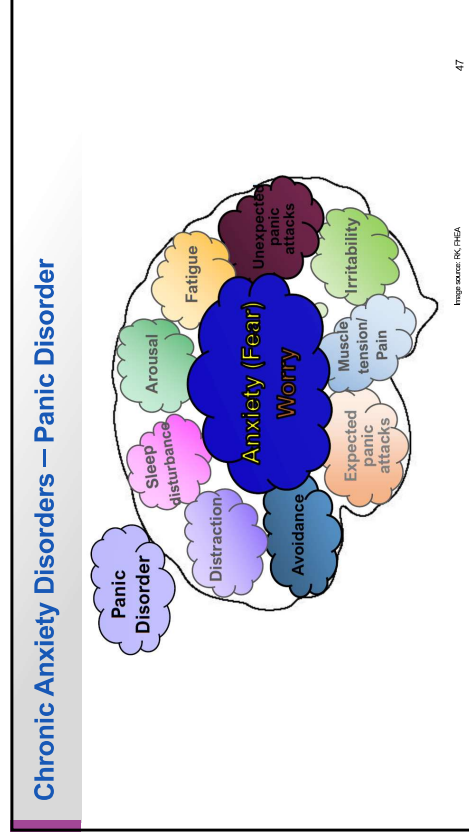 Chronic Anxiety Disorders – Panic Disorder
Panic
Disorder
Sleep
disturbance
Arousal
Fatigue
Unexpected
panic
attacks
Distraction
Anxiety (Fear)
Worry
Avoidance
Expected
panic
attacks
Muscle
tension/
Pain
Irritability
Image source: RK, FHEA
47